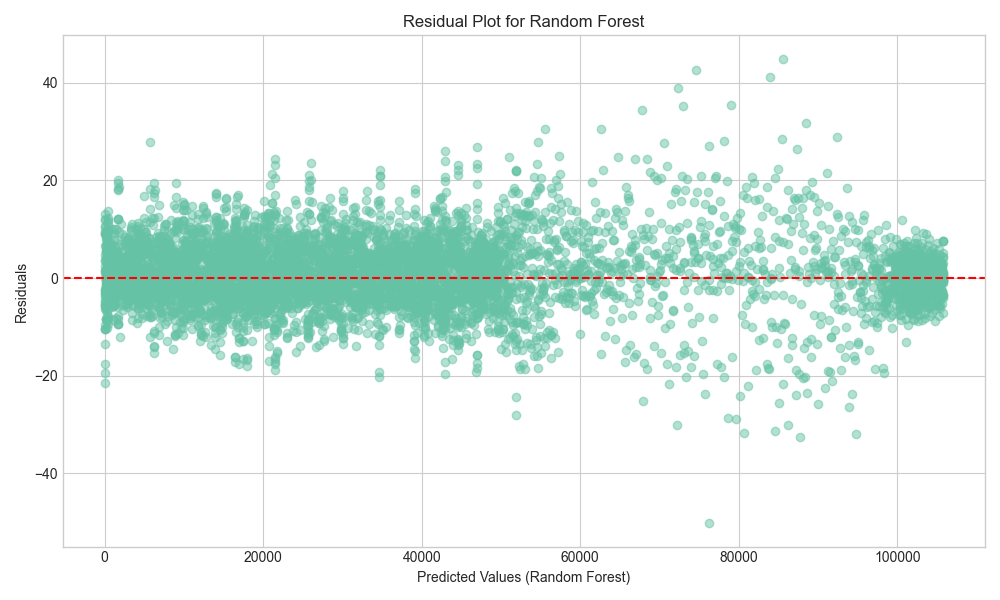 Residual Plot for Random Forest
Residuals
40
20
0
−20
−40
0 20000 40000 60000 80000 100000
Predicted Values (Random Forest)